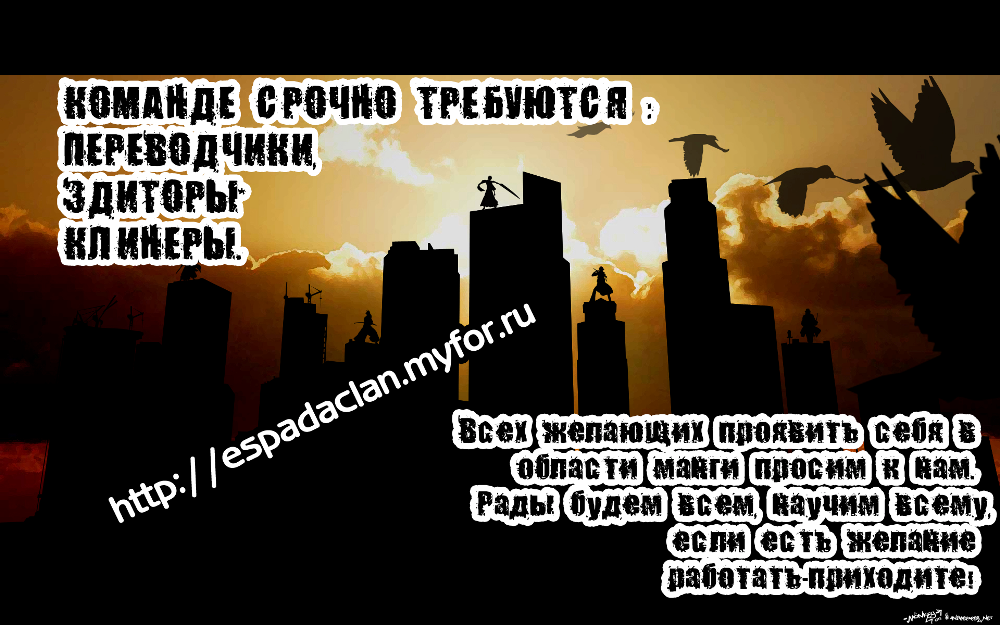 КОМАНДЕ СРОЧНО ТРЕБУЮТСЯ :
ПЕРЕВОДЧИКИ,
ЭДИТОРЫ
КЛИНЕРЫ.
http://espadaclan.myfor.ru
Всех желающих проявить себя в
области манги просим к нам.
Рады будем всем, научим всему,
если есть желание
работать-приходите!